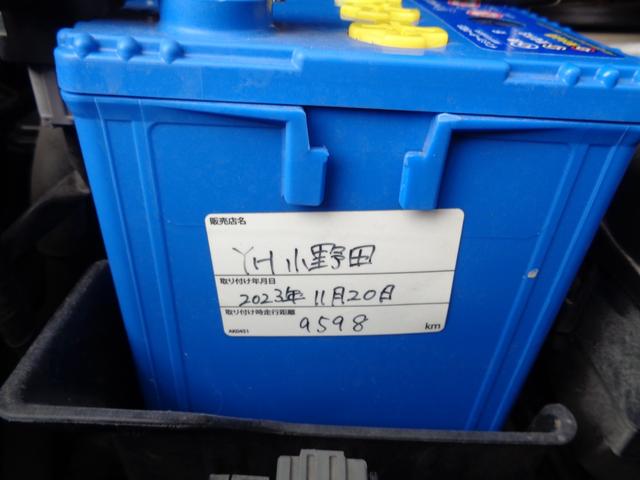 販売店名
YH小野田
取り付け年月日
2023年11月20日
取り付け時走行距離
9598 km
AK0451